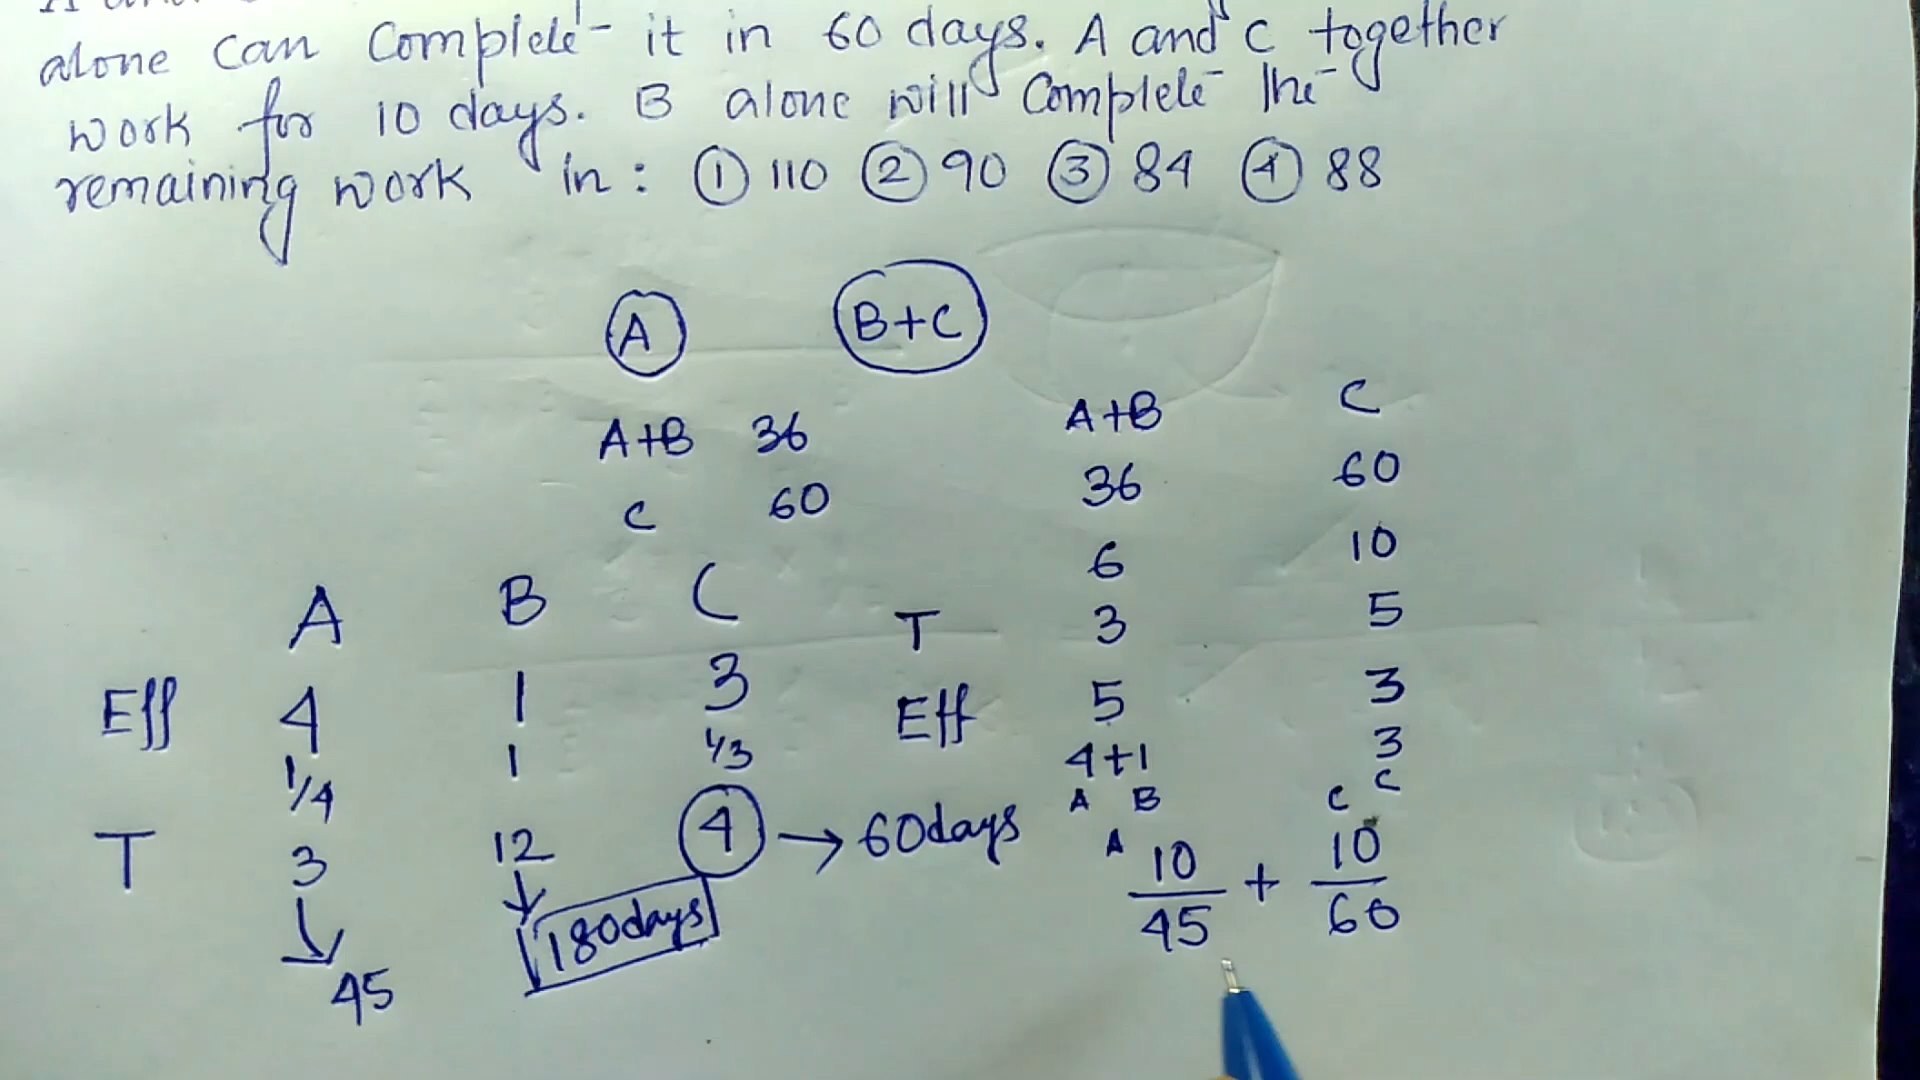 alone can complete it in 60 days. A and C together
work for 10 days. B alone will complete the
remaining work in : ① 110 ② 90 ③ 84 ④ 88
A B+C
A+B 36
C 60
A+B C
36 60
6 10
T 3 5
Eff 5 3
4+1 3
A B C
A B C
Eff 4 1 3
1/4 1 1/3
T 3 12 4 → 60days
45 180days
A 10/45 + C 10/60